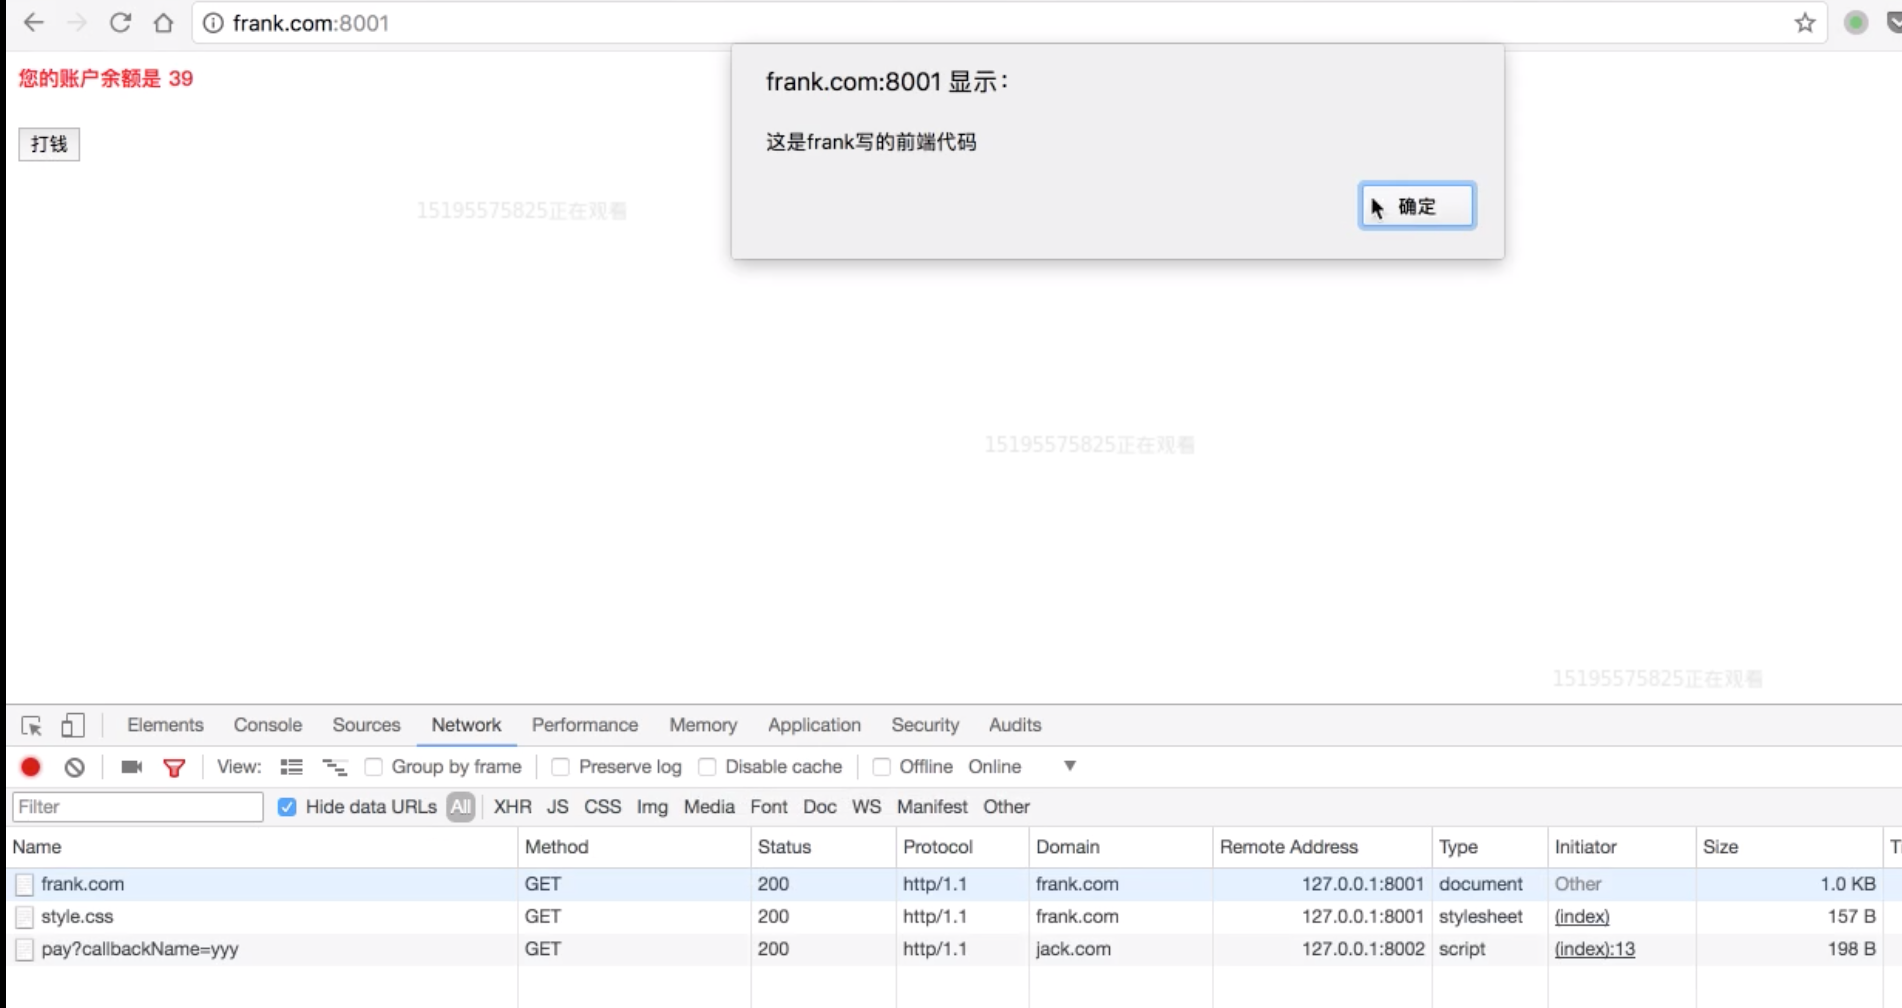 frank.com:8001
您的账户余额是 39
打钱
frank.com:8001 显示：
这是frank写的前端代码
确定
15195575825正在观看
15195575825正在观看
15195575825正在观看
Elements Console Sources Network Performance Memory Application Security Audits
View: Group by frame Preserve log Disable cache Offline Online
Filter Hide data URLs All XHR JS CSS Img Media Font Doc WS Manifest Other
Name Method Status Protocol Domain Remote Address Type Initiator Size
frank.com GET 200 http/1.1 frank.com 127.0.0.1:8001 document Other 1.0 KB
style.css GET 200 http/1.1 frank.com 127.0.0.1:8001 stylesheet (index) 157 B
pay?callbackName=yyy GET 200 http/1.1 jack.com 127.0.0.1:8002 script (index):13 198 B